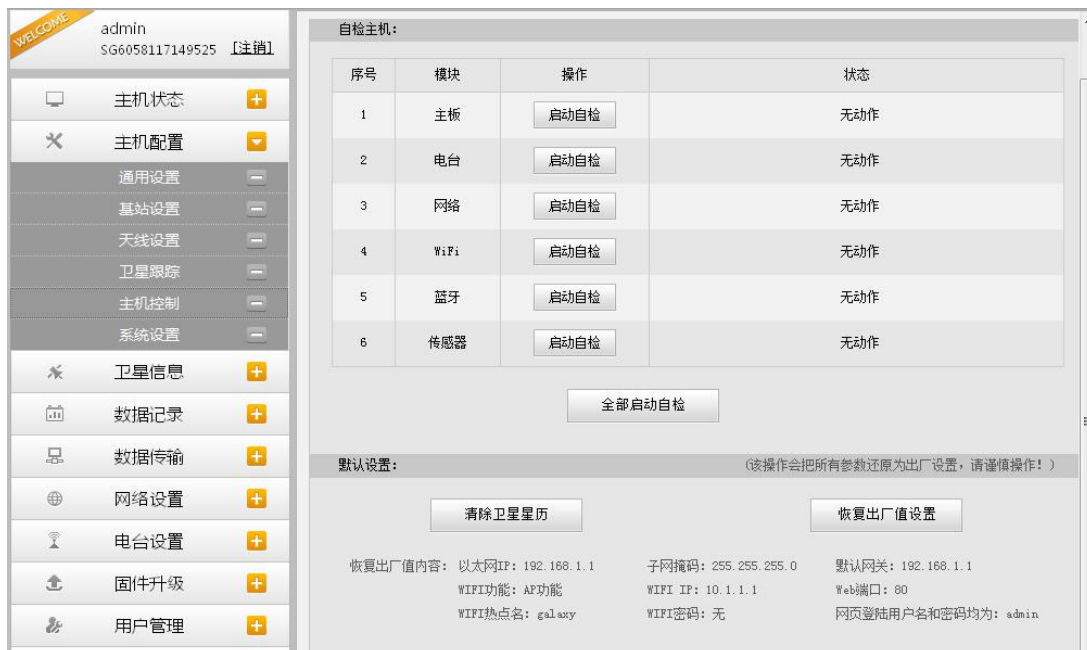 WELCOME
admin
SG6058117149525 [注销]
主机状态
主机配置
通用设置
基站设置
天线设置
卫星跟踪
主机控制
系统设置
卫星信息
数据记录
数据传输
网络设置
电台设置
固件升级
用户管理
自检主机：
序号 模块 操作 状态
1 主板 启动自检 无动作
2 电台 启动自检 无动作
3 网络 启动自检 无动作
4 WiFi 启动自检 无动作
5 蓝牙 启动自检 无动作
6 传感器 启动自检 无动作
全部启动自检
默认设置： (该操作会把所有参数还原为出厂设置，请谨慎操作！)
清除卫星星历 恢复出厂值设置
恢复出厂值内容： 以太网IP: 192.168.1.1 子网掩码: 255.255.255.0 默认网关: 192.168.1.1
WIFI功能: AP功能 WIFI IP: 10.1.1.1 Web端口: 80
WIFI热点名: galaxy WIFI密码: 无 网页登陆用户名和密码均为: admin